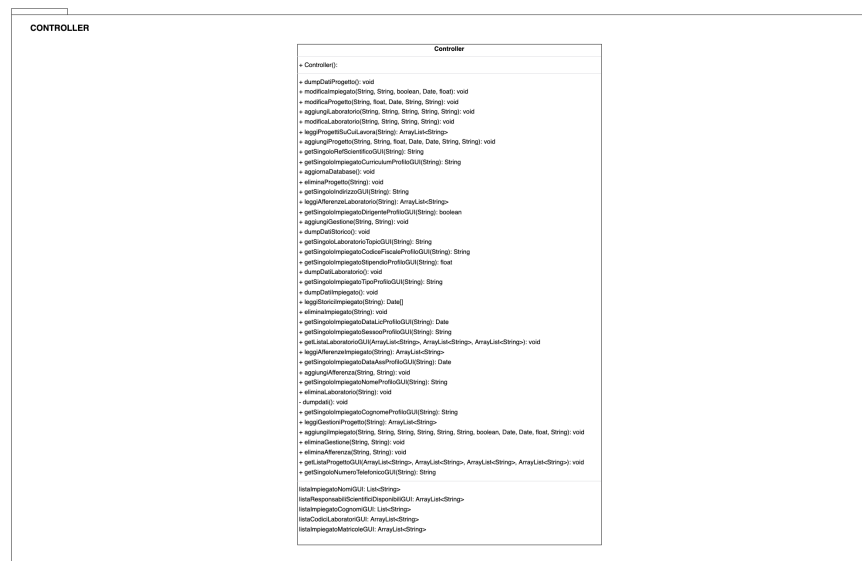 CONTROLLER
Controller
+ Controller():
+ dumpDatiProgetto(): void
+ modificaImpiegato(String, String, boolean, Date, float): void
+ modificaProgetto(String, float, Date, String, String): void
+ aggiungiLaboratorio(String, String, String, String, String): void
+ modificaLaboratorio(String, String, String, String): void
+ leggiProgettiSuCuiLavora(String): ArrayList<String>
+ aggiungiProgetto(String, String, float, Date, Date, String, String): void
+ getSingoloRefScientificoGUI(String): String
+ getSingoloImpiegatoCurriculumProfiloGUI(String): String
+ aggiornaDatabase(): void
+ eliminaProgetto(String): void
+ getSingoloIndirizzoGUI(String): String
+ leggiAfferenzeLaboratorio(String): ArrayList<String>
+ getSingoloImpiegatoDirigenteProfiloGUI(String): boolean
+ aggiungiGestione(String, String): void
+ dumpDatiStorico(): void
+ getSingoloLaboratorioTopicGUI(String): String
+ getSingoloImpiegatoCodiceFiscaleProfiloGUI(String): String
+ getSingoloImpiegatoStipendioProfiloGUI(String): float
+ dumpDatiLaboratorio(): void
+ getSingoloImpiegatoTipoProfiloGUI(String): String
+ dumpDatiImpiegato(): void
+ leggiStoriciImpiegato(String): Date[]
+ eliminaImpiegato(String): void
+ getSingoloImpiegatoDataLicProfiloGUI(String): Date
+ getSingoloImpiegatoSessooProfiloGUI(String): String
+ getListaLaboratorioGUI(ArrayList<String>, ArrayList<String>, ArrayList<String>): void
+ leggiAfferenzeImpiegato(String): ArrayList<String>
+ getSingoloImpiegatoDataAssProfiloGUI(String): Date
+ aggiungiAfferenza(String, String): void
+ getSingoloImpiegatoNomeProfiloGUI(String): String
+ eliminaLaboratorio(String): void
- dumpdati(): void
+ getSingoloImpiegatoCognomeProfiloGUI(String): String
+ leggiGestioniProgetto(String): ArrayList<String>
+ aggiungiImpiegato(String, String, String, String, String, String, boolean, Date, Date, float, String): void
+ eliminaGestione(String, String): void
+ eliminaAfferenza(String, String): void
+ getListaProgettoGUI(ArrayList<String>, ArrayList<String>, ArrayList<String>, ArrayList<String>): void
+ getSingoloNumeroTelefonicoGUI(String): String
listaImpiegatoNomiGUI: List<String>
listaResponsabiliScientificiDisponibiliGUI: ArrayList<String>
listaImpiegatoCognomiGUI: List<String>
listaCodiciLaboratoriGUI: ArrayList<String>
listaImpiegatoMatricoleGUI: ArrayList<String>